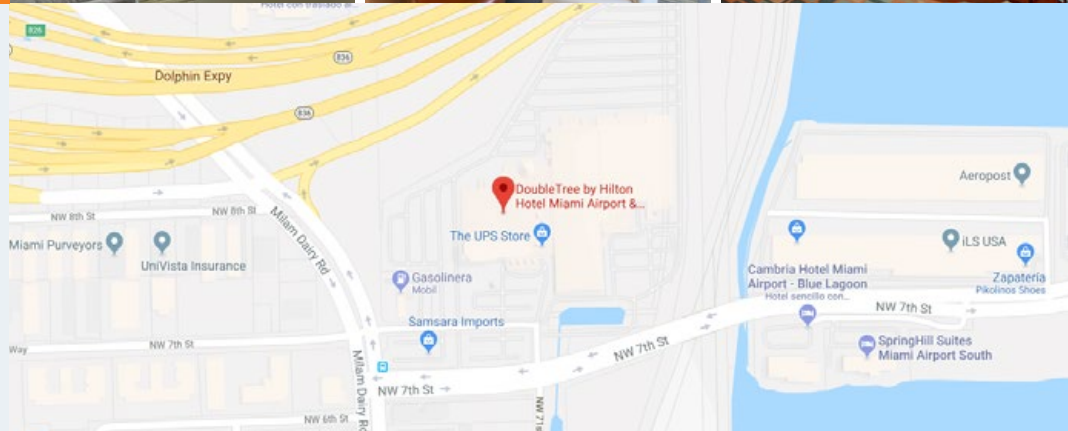 Hotel con traslado al...
826
836
Dolphin Expy
836
Aeropost
DoubleTree by Hilton
Hotel Miami Airport &...
NW 8th St
NW 8th St
Milam Dairy Rd
The UPS Store
iLS USA
Miami Purveyors
UniVista Insurance
Gasolinera
Mobil
Cambria Hotel Miami
Airport - Blue Lagoon
Hotel sencillo con...
Zapatería
Pikolinos Shoes
NW 7th St
Samsara Imports
SpringHill Suites
Miami Airport South
Way
NW 7th St
NW 7th St
Milam Dairy Rd
NW 7th St
NW 71s
NW 6th St